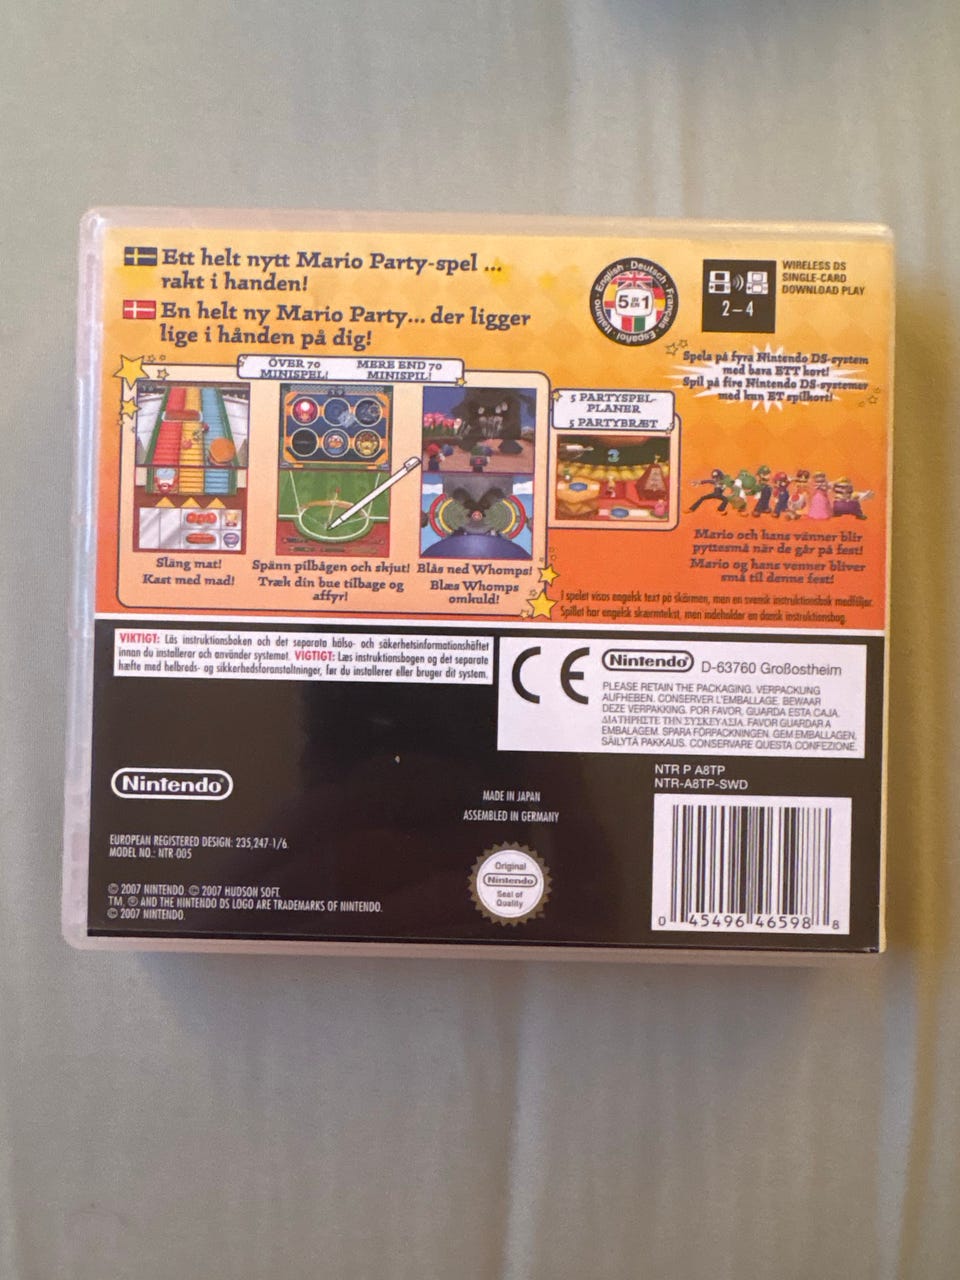 Ett helt nytt Mario Party-spel ...
rakt i handen!
En helt ny Mario Party... der ligger
lige i hånden på dig!
English · Deutsch · Français · Español · Italiano
5 IN EN 1
2–4
WIRELESS DS
SINGLE-CARD
DOWNLOAD PLAY
Spela på fyra Nintendo DS-system
med bara ETT kort!
Spil på fire Nintendo DS-systemer
med kun ET spilkort!
ÖVER 70
MINISPEL!
MERE END 70
MINISPIL!
5 PARTYSPEL-
PLANER
5 PARTYBRÆT
3
Släng mat!
Kast med mad!
Spänn pilbågen och skjut!
Træk din bue tilbage og
affyr!
Blås ned Whomps!
Blæs Whomps
omkuld!
Mario och hans vänner blir
pyttesmå när de går på fest!
Mario og hans venner bliver
små til denne fest!
I spelet visas engelsk text på skärmen, men en svensk instruktionsbok medföljer.
Spillet har engelsk skærmtekst, men indeholder en dansk instruktionsbog.
VIKTIGT: Läs instruktionsboken och det separata hälso- och säkerhetsinformationshäftet
innan du installerar och använder systemet. VIGTIGT: Læs instruktionsbogen og det separate
hæfte med helbreds- og sikkerhedsforanstaltninger, før du installerer eller bruger dit system.
CE
Nintendo D-63760 Großostheim
PLEASE RETAIN THE PACKAGING. VERPACKUNG
AUFHEBEN. CONSERVER L'EMBALLAGE. BEWAAR
DEZE VERPAKKING. POR FAVOR, GUARDA ESTA CAJA.
ΔΙΑΤΗΡΗΣΤΕ ΤΗΝ ΣΥΣΚΕΥΑΣΙΑ. FAVOR GUARDAR A
EMBALAGEM. SPARA FÖRPACKNINGEN. GEM EMBALLAGEN.
SÄILYTÄ PAKKAUS. CONSERVARE QUESTA CONFEZIONE.
NTR P A8TP
NTR-A8TP-SWD
Nintendo
MADE IN JAPAN
ASSEMBLED IN GERMANY
EUROPEAN REGISTERED DESIGN: 235,247-1/6.
MODEL NO.: NTR-005
Original
Nintendo
Seal of
Quality
© 2007 NINTENDO. © 2007 HUDSON SOFT.
TM, ® AND THE NINTENDO DS LOGO ARE TRADEMARKS OF NINTENDO.
© 2007 NINTENDO.
0 45496 46598 8